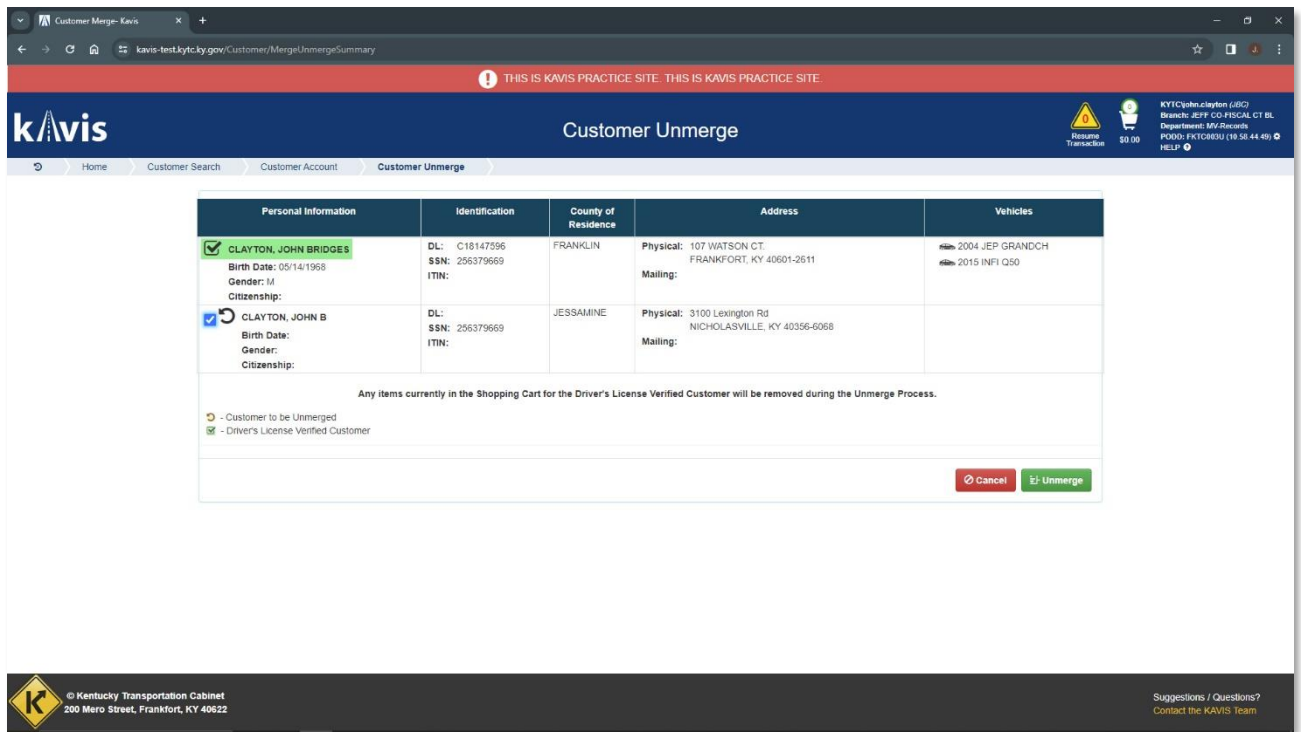 Customer Merge- Kavis
kavis-test.kytc.ky.gov/Customer/MergeUnmergeSummary
THIS IS KAVIS PRACTICE SITE. THIS IS KAVIS PRACTICE SITE.
kavis
Customer Unmerge
0
Resume Transaction
0
$0.00
KYTC\john.clayton (JBC)
Branch: JEFF CO-FISCAL CT BL
Department: MV-Records
PODD: FKTC003U (10.58.44.49)
HELP
Home Customer Search Customer Account Customer Unmerge
Personal Information Identification County of Residence Address Vehicles
CLAYTON, JOHN BRIDGES DL: C18147596 FRANKLIN Physical: 107 WATSON CT. 2004 JEP GRANDCH
Birth Date: 05/14/1968 SSN: 256379669 FRANKFORT, KY 40601-2611 2015 INFI Q50
Gender: M ITIN: Mailing:
Citizenship:
CLAYTON, JOHN B DL: JESSAMINE Physical: 3100 Lexington Rd
Birth Date: SSN: 256379669 NICHOLASVILLE, KY 40356-6068
Gender: ITIN: Mailing:
Citizenship:
Any items currently in the Shopping Cart for the Driver's License Verified Customer will be removed during the Unmerge Process.
- Customer to be Unmerged
- Driver's License Verified Customer
Cancel Unmerge
K
© Kentucky Transportation Cabinet
200 Mero Street, Frankfort, KY 40622
Suggestions / Questions?
Contact the KAVIS Team